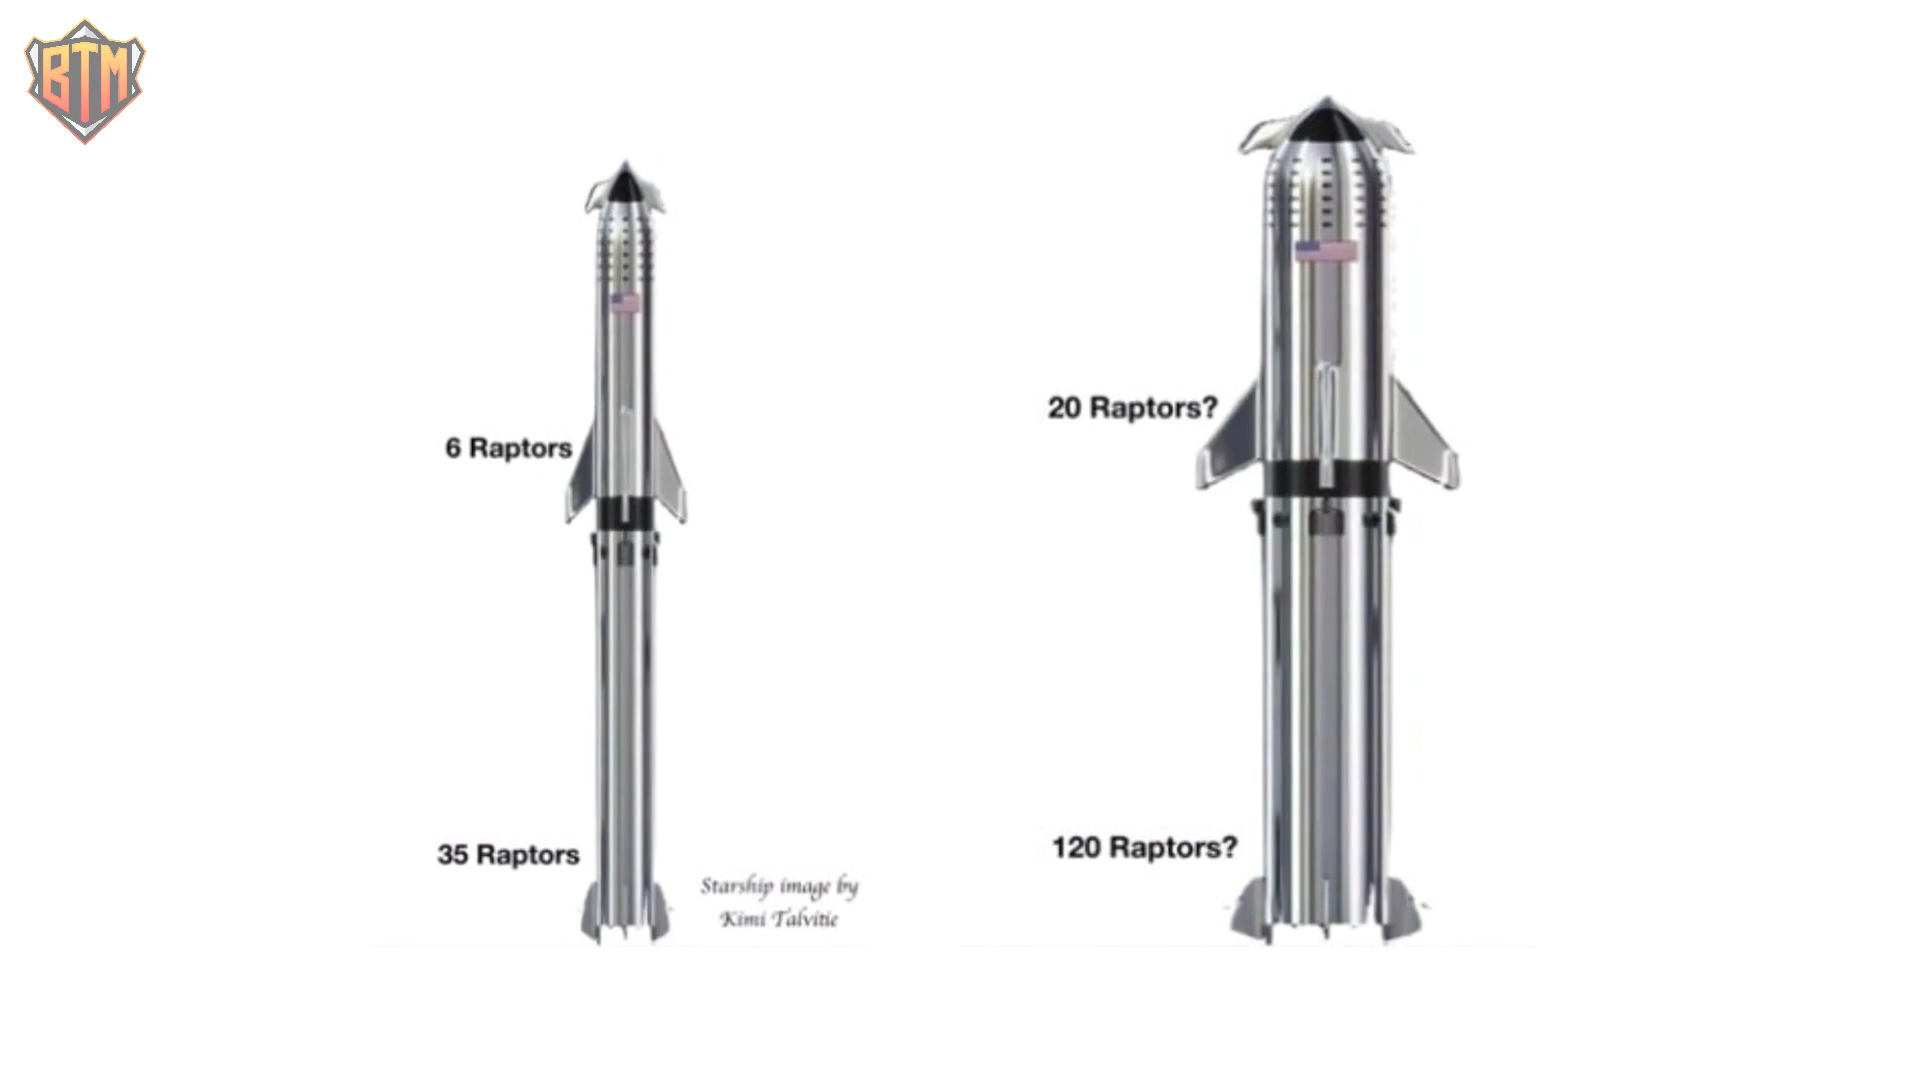 BTM
6 Raptors
35 Raptors
Starship image by
Kimi Talvitie
20 Raptors?
120 Raptors?